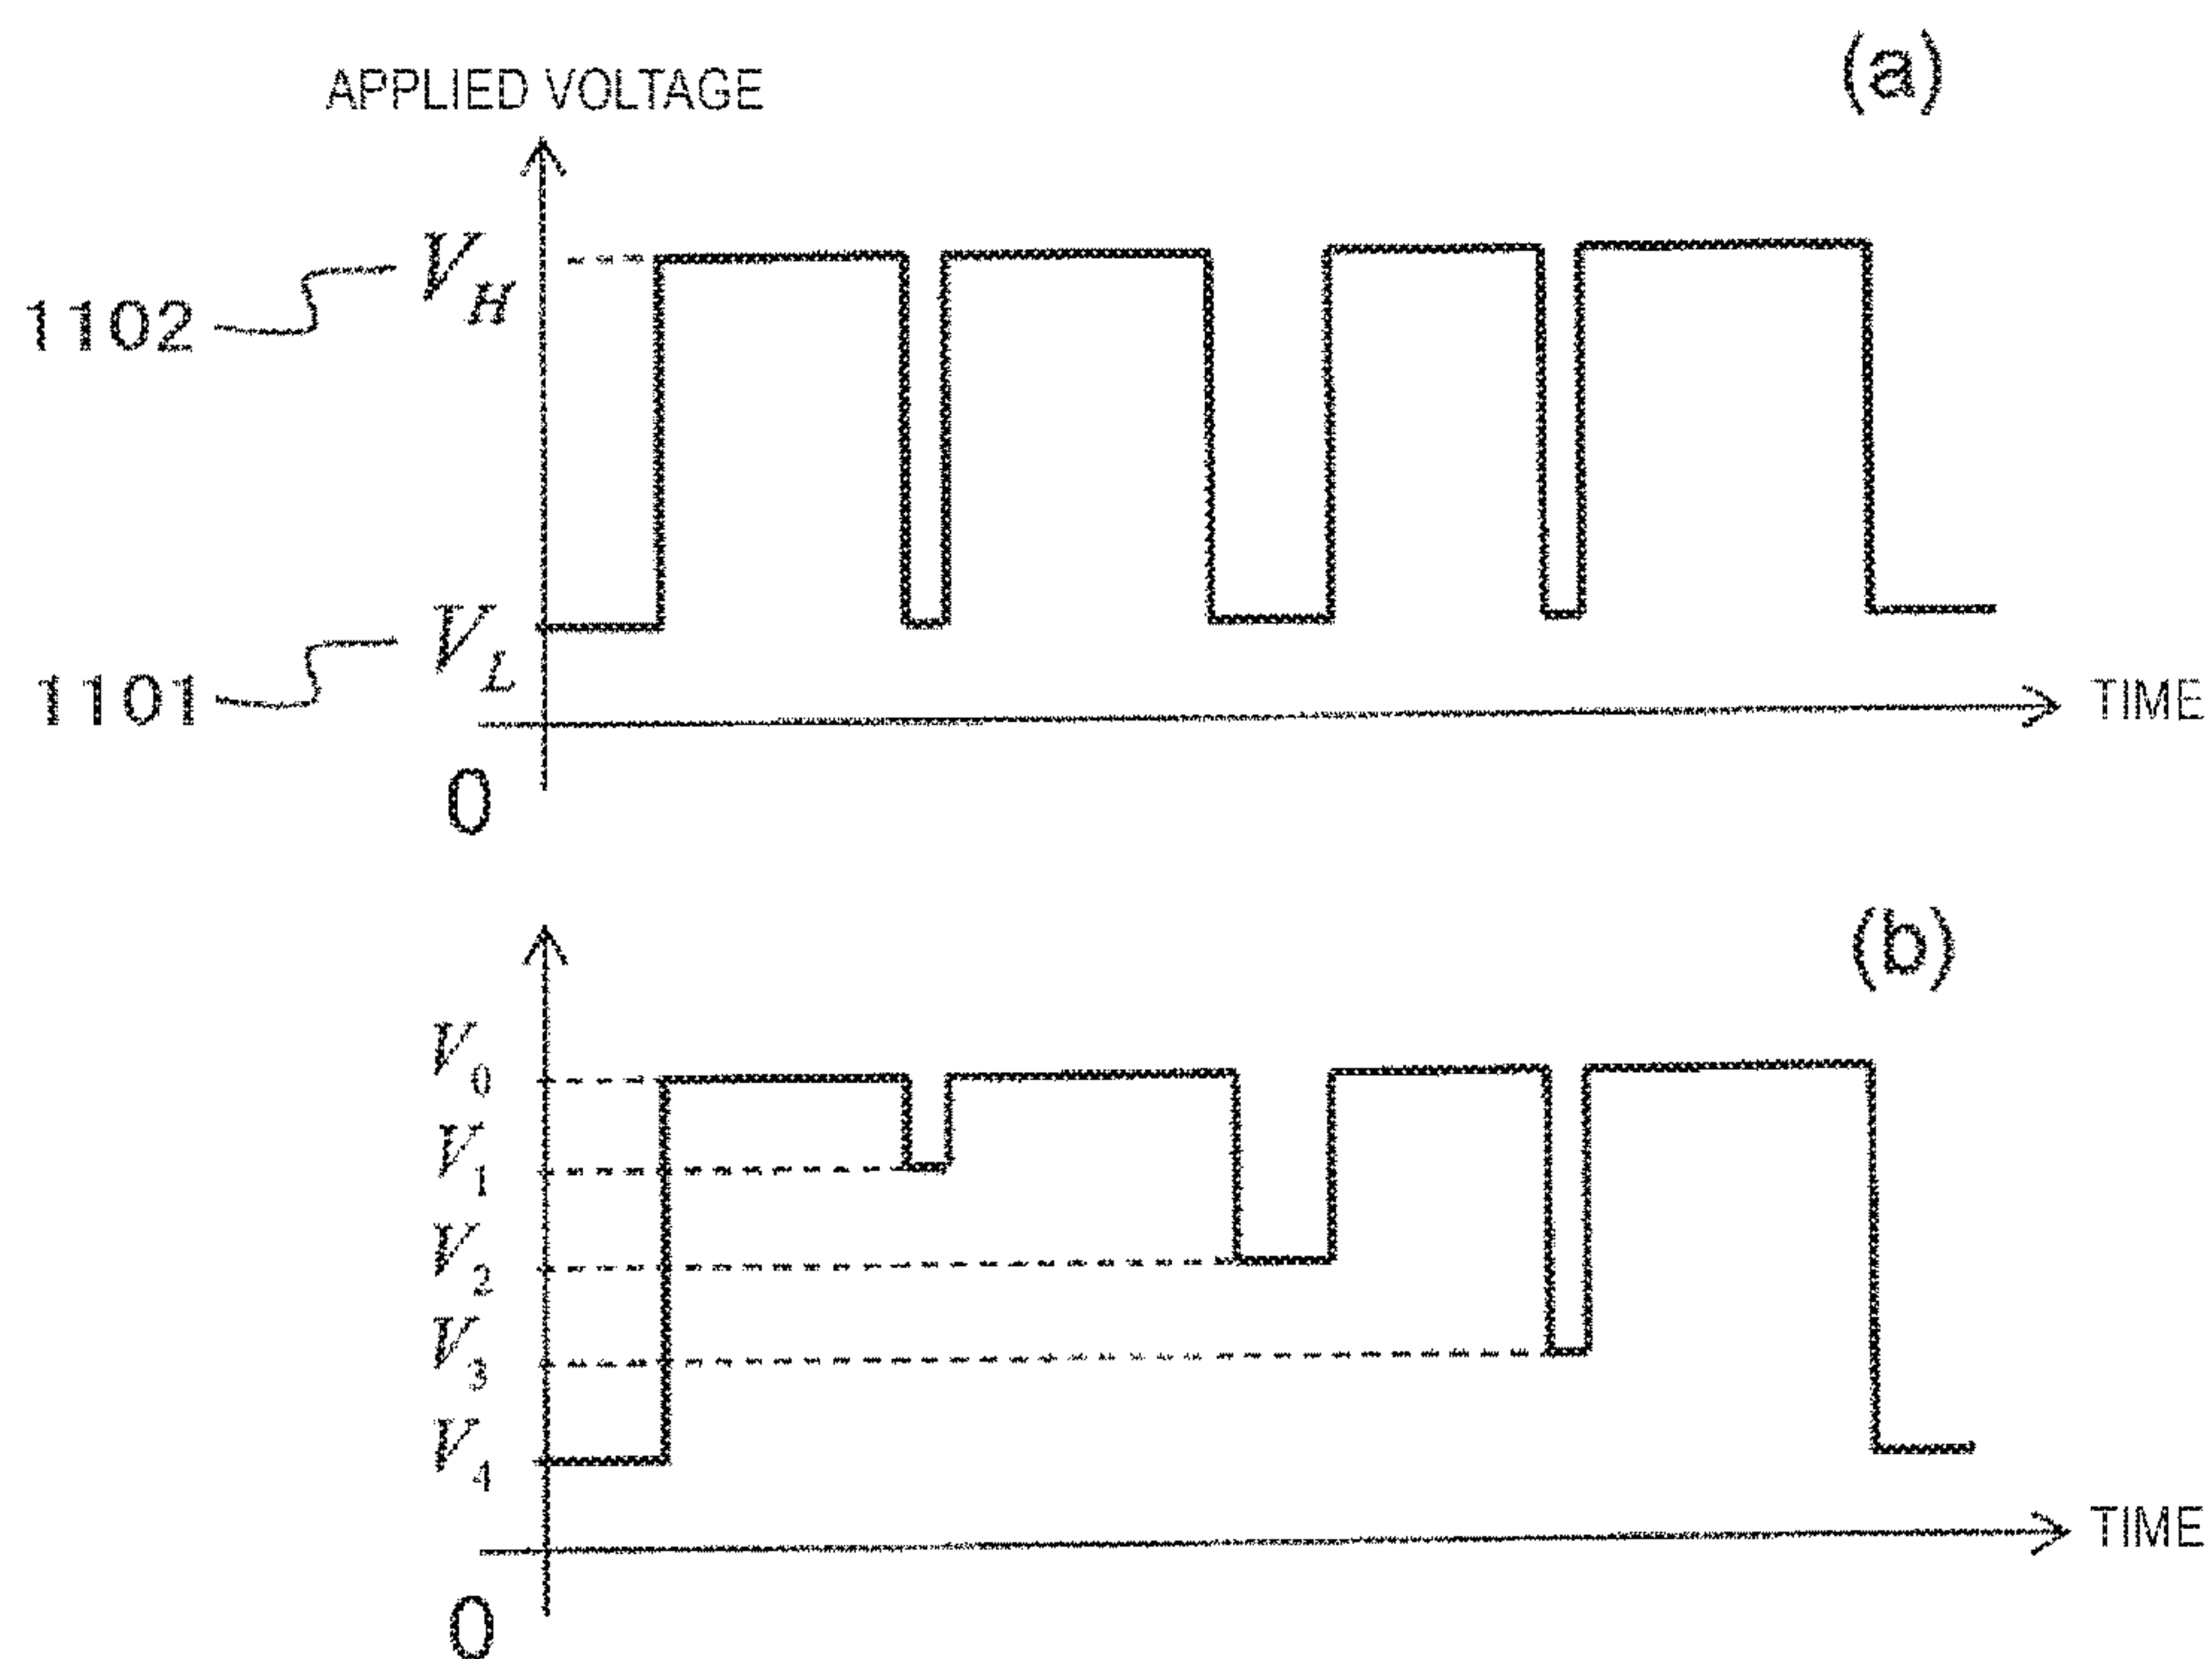 (a)
APPLIED VOLTAGE
V_H
1102
V_L
1101
TIME
0
(b)
V_0
V_1
V_2
V_3
V_4
TIME
0